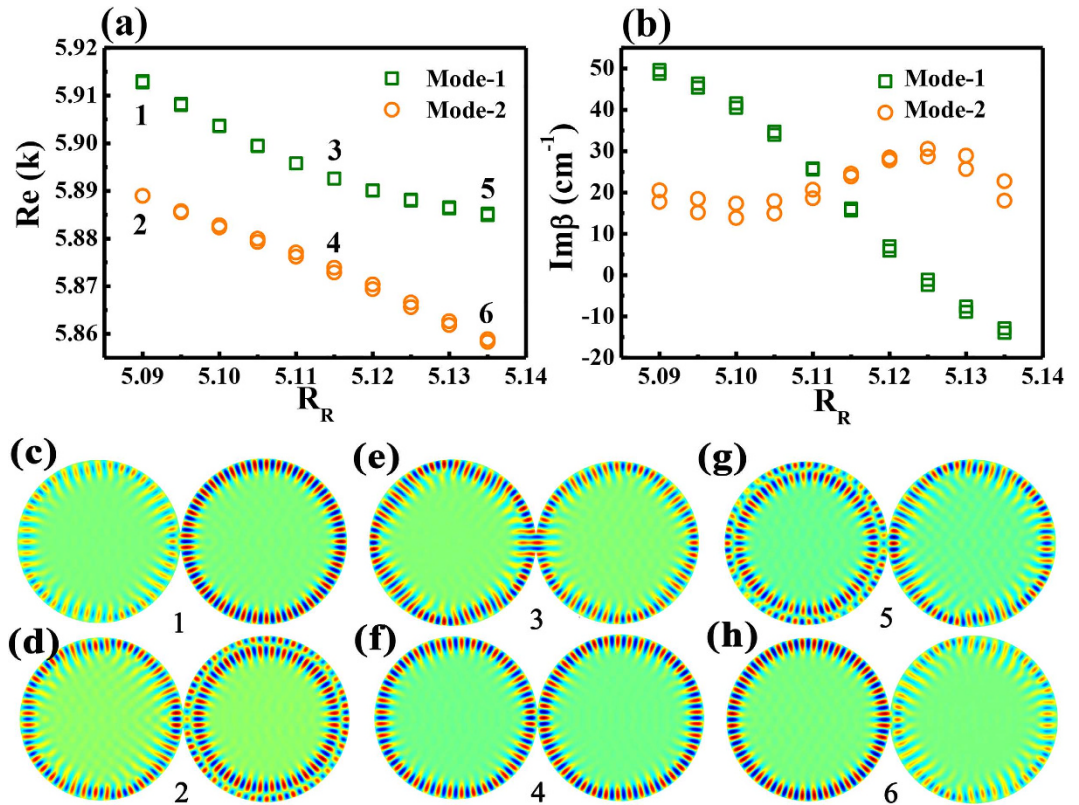 (a)
5.92
5.91
5.90
5.89
5.88
5.87
5.86
Re (k)
Mode-1
Mode-2
1
2
3
4
5
6
5.09 5.10 5.11 5.12 5.13 5.14
R_R
(b)
50
40
30
20
10
0
-10
-20
Imβ (cm⁻¹)
Mode-1
Mode-2
5.09 5.10 5.11 5.12 5.13 5.14
R_R
(c)
1
(e)
3
(g)
5
(d)
2
(f)
4
(h)
6